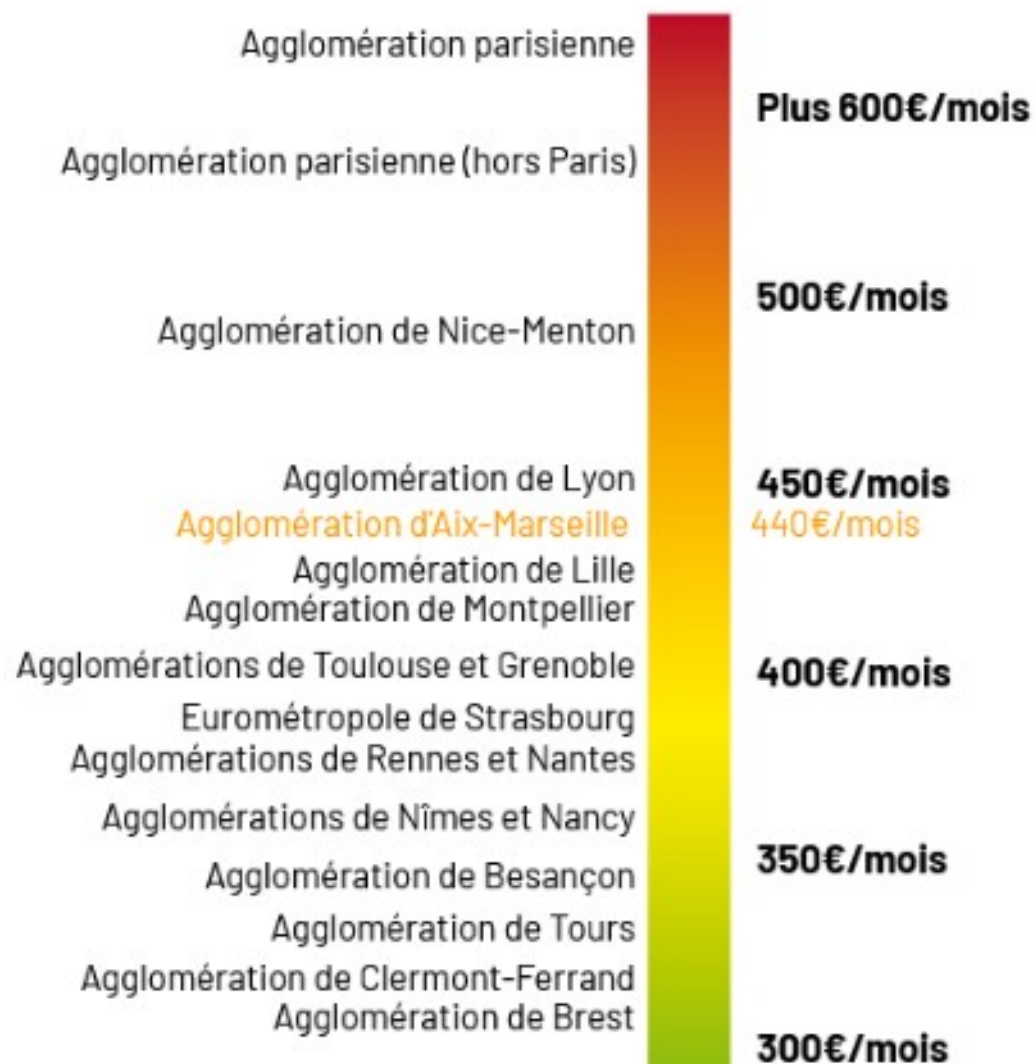 Agglomération parisienne
Plus 600€/mois
Agglomération parisienne (hors Paris)
500€/mois
Agglomération de Nice-Menton
Agglomération de Lyon
450€/mois
Agglomération d'Aix-Marseille
440€/mois
Agglomération de Lille
Agglomération de Montpellier
Agglomérations de Toulouse et Grenoble
400€/mois
Eurométropole de Strasbourg
Agglomérations de Rennes et Nantes
Agglomérations de Nîmes et Nancy
350€/mois
Agglomération de Besançon
Agglomération de Tours
Agglomération de Clermont-Ferrand
Agglomération de Brest
300€/mois